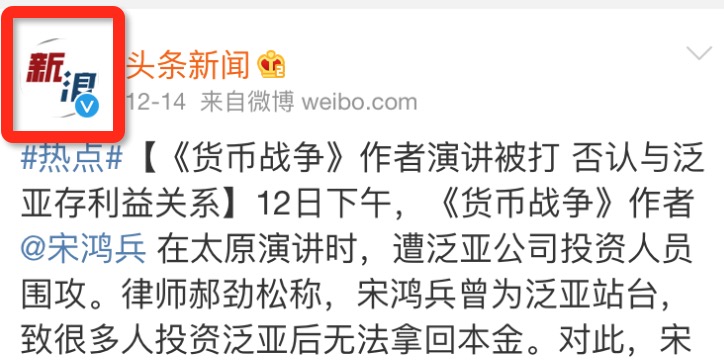 新浪
头条新闻
12-14 来自微博 weibo.com
#热点#【《货币战争》作者演讲被打 否认与泛
亚存利益关系】12日下午，《货币战争》作者
@宋鸿兵 在太原演讲时，遭泛亚公司投资人员
围攻。律师郝劲松称，宋鸿兵曾为泛亚站台，
致很多人投资泛亚后无法拿回本金。对此，宋